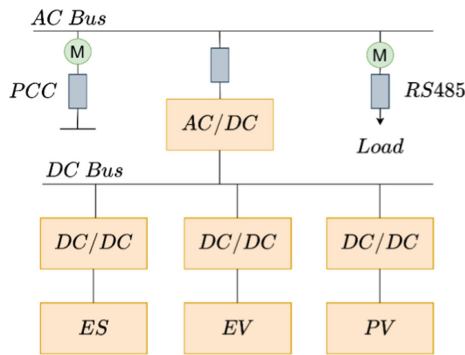 AC Bus
M
M
PCC
RS485
AC/DC
Load
DC Bus
DC/DC
DC/DC
DC/DC
ES
EV
PV